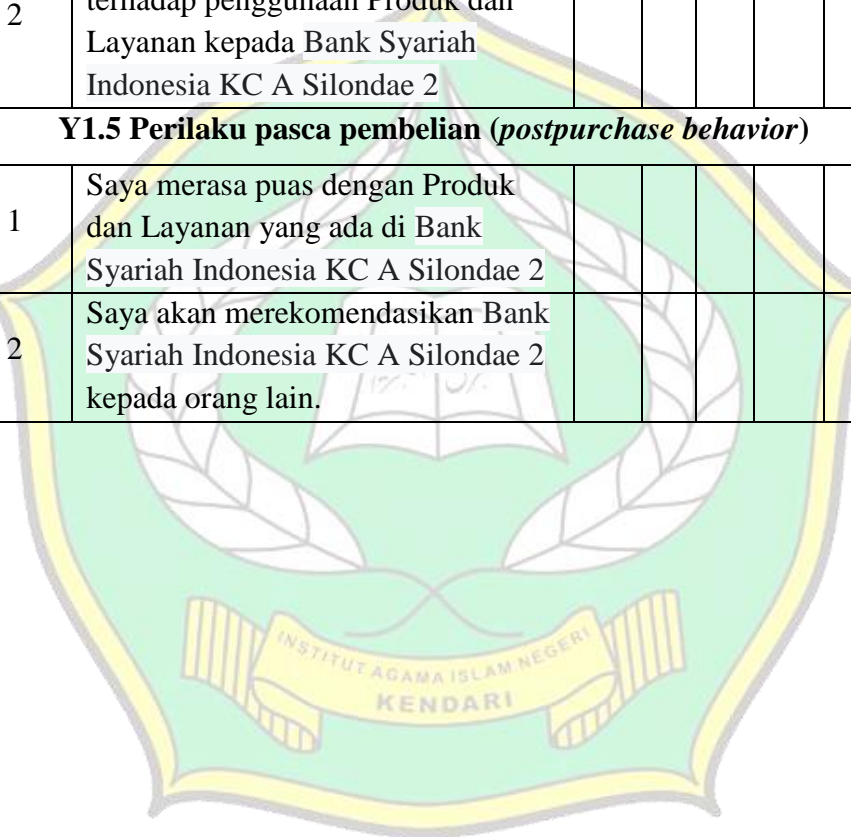 2
terhadap penggunaan Produk dan
Layanan kepada Bank Syariah
Indonesia KC A Silondae 2
Y1.5 Perilaku pasca pembelian (postpurchase behavior)
1
Saya merasa puas dengan Produk
dan Layanan yang ada di Bank
Syariah Indonesia KC A Silondae 2
2
Saya akan merekomendasikan Bank
Syariah Indonesia KC A Silondae 2
kepada orang lain.
INSTITUT AGAMA ISLAM NEGERI
KENDARI